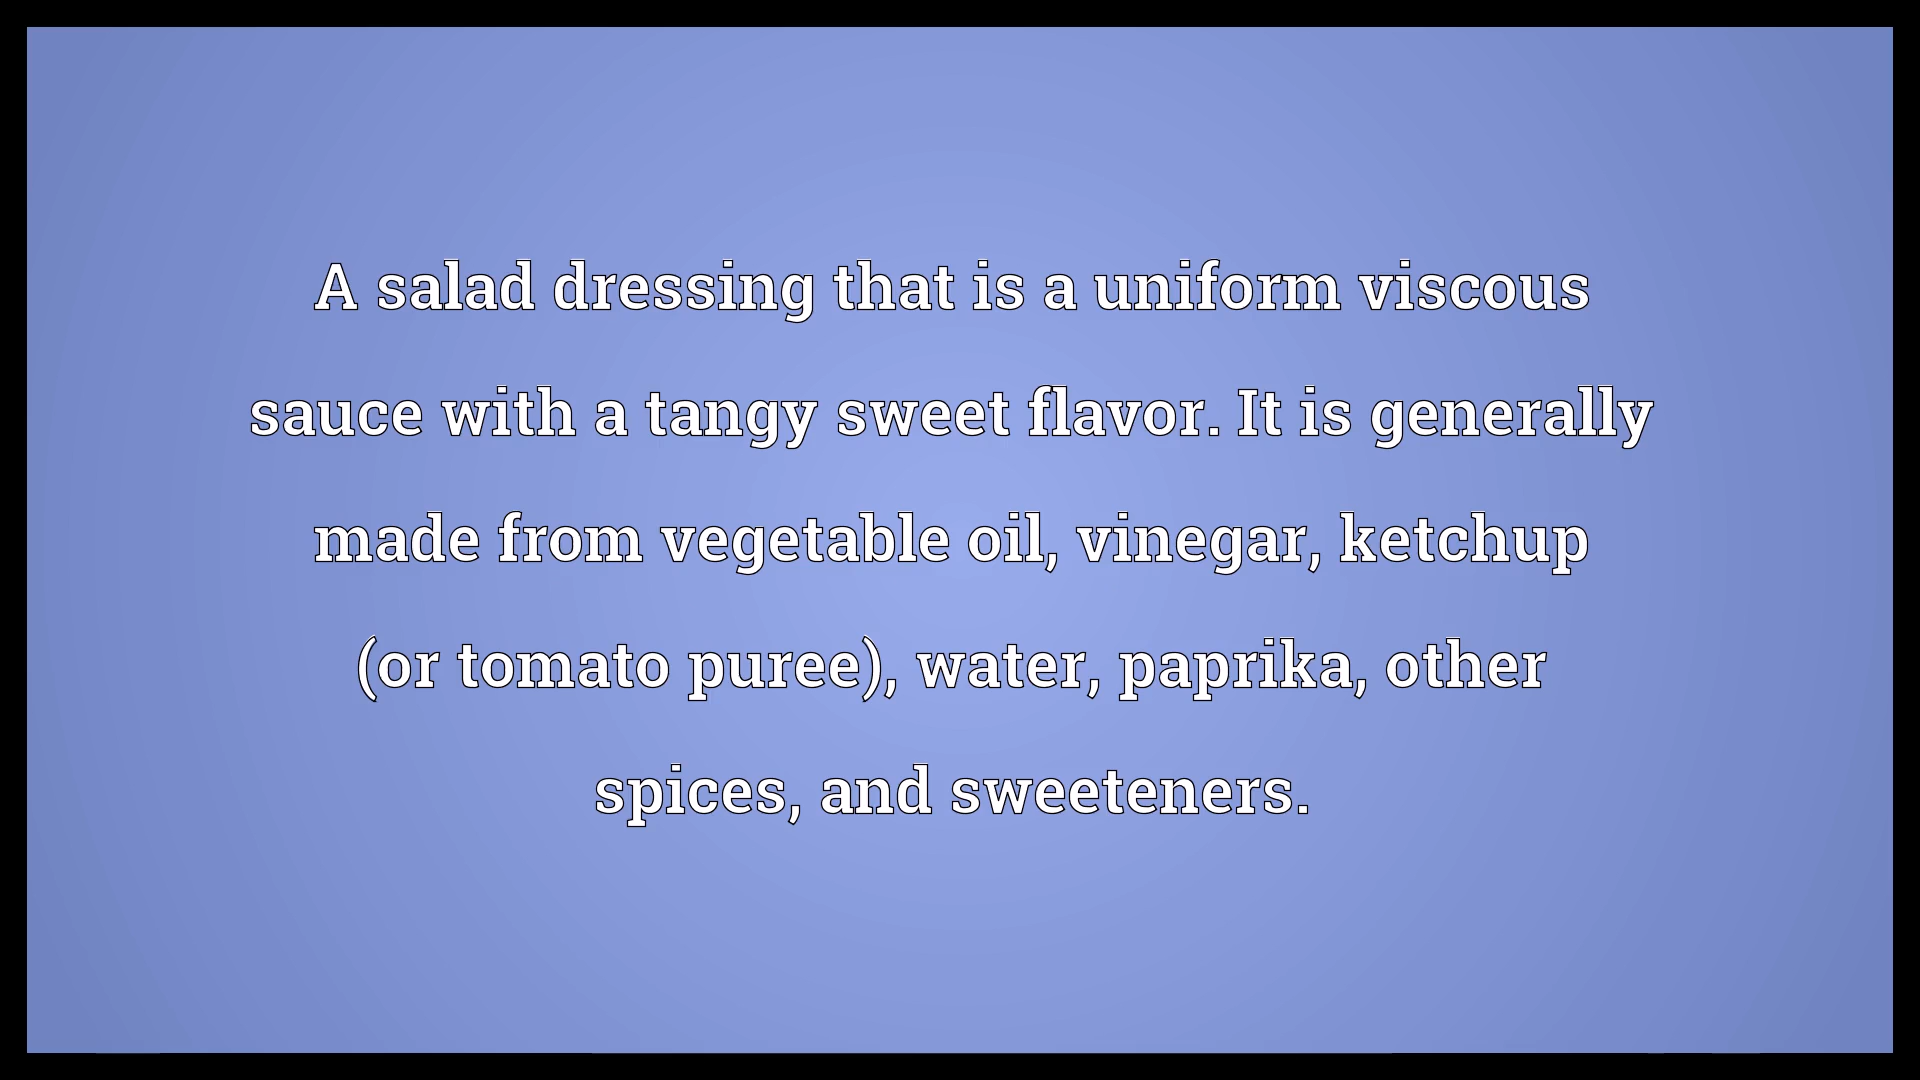 A salad dressing that is a uniform viscous
sauce with a tangy sweet flavor. It is generally
made from vegetable oil, vinegar, ketchup
(or tomato puree), water, paprika, other
spices, and sweeteners.